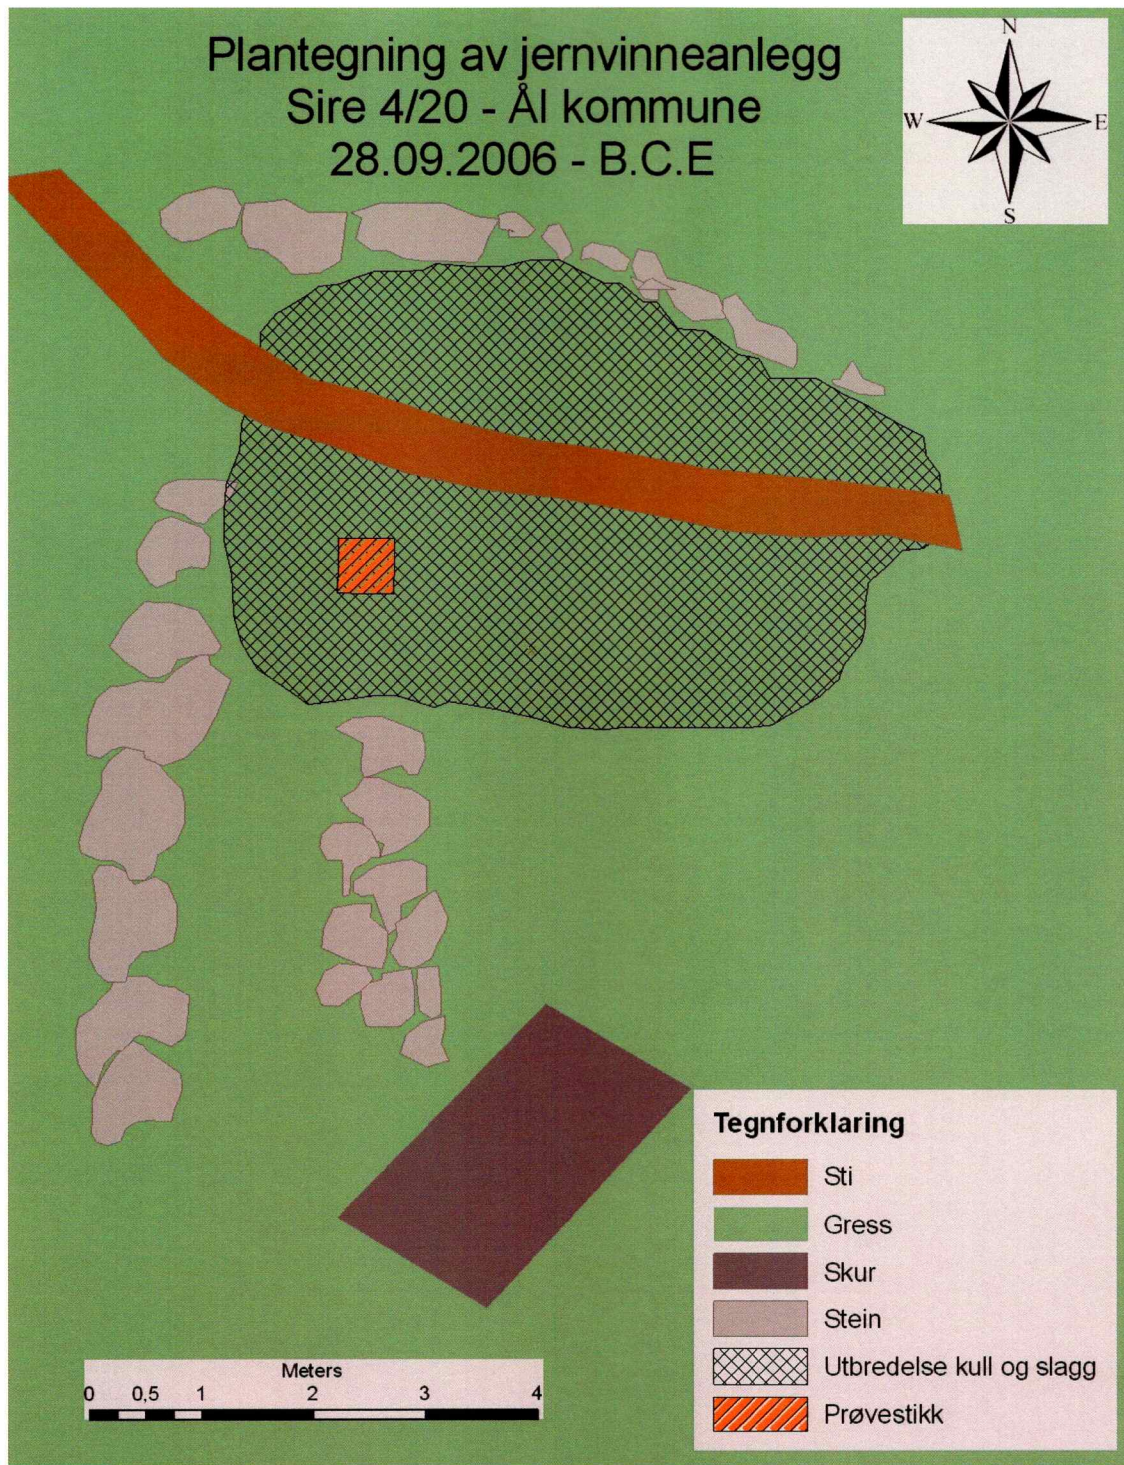 Plantegning av jernvinneanlegg
Sire 4/20 - Ål kommune
28.09.2006 - B.C.E
N
W E
S
Tegnforklaring
Sti
Gress
Skur
Stein
Utbredelse kull og slagg
Prøvestikk
Meters
0 0,5 1 2 3 4